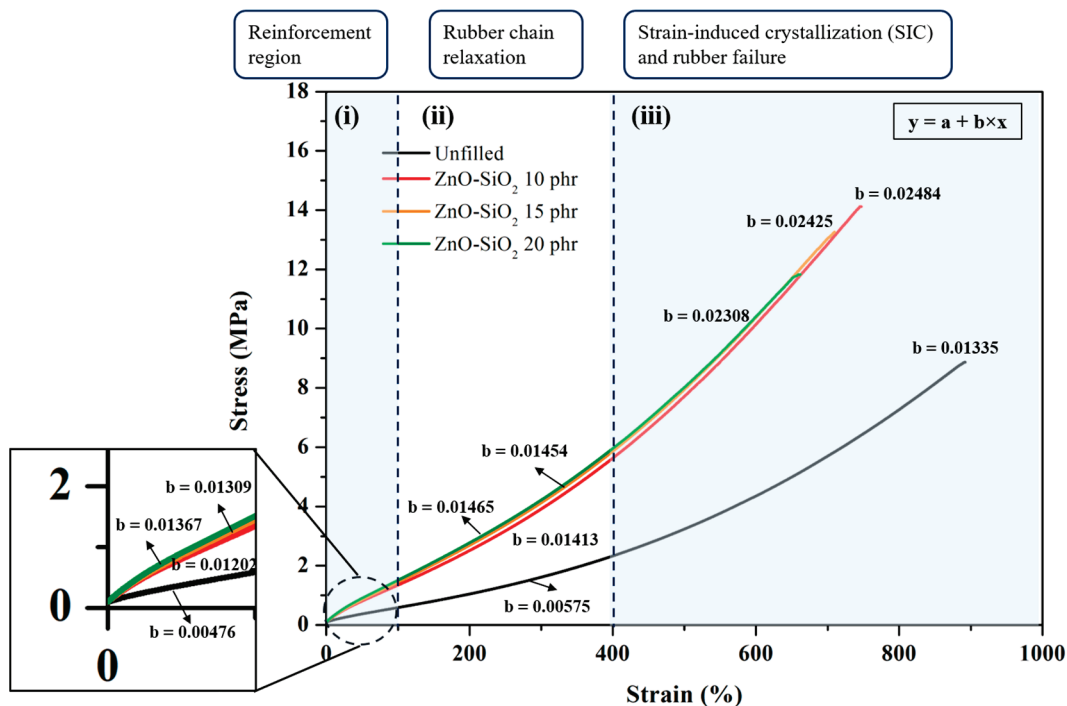 Reinforcement
region
Rubber chain
relaxation
Strain-induced crystallization (SIC)
and rubber failure
18
16
14
12
10
8
6
4
2
0
Stress (MPa)
(i)
(ii)
(iii)
y = a + b×x
Unfilled
ZnO-SiO₂ 10 phr
ZnO-SiO₂ 15 phr
ZnO-SiO₂ 20 phr
b = 0.02484
b = 0.02425
b = 0.02308
b = 0.01335
b = 0.01454
b = 0.01465
b = 0.01413
b = 0.00575
0 200 400 600 800 1000
Strain (%)
2
0
b = 0.01309
b = 0.01367
b = 0.01202
b = 0.00476
0